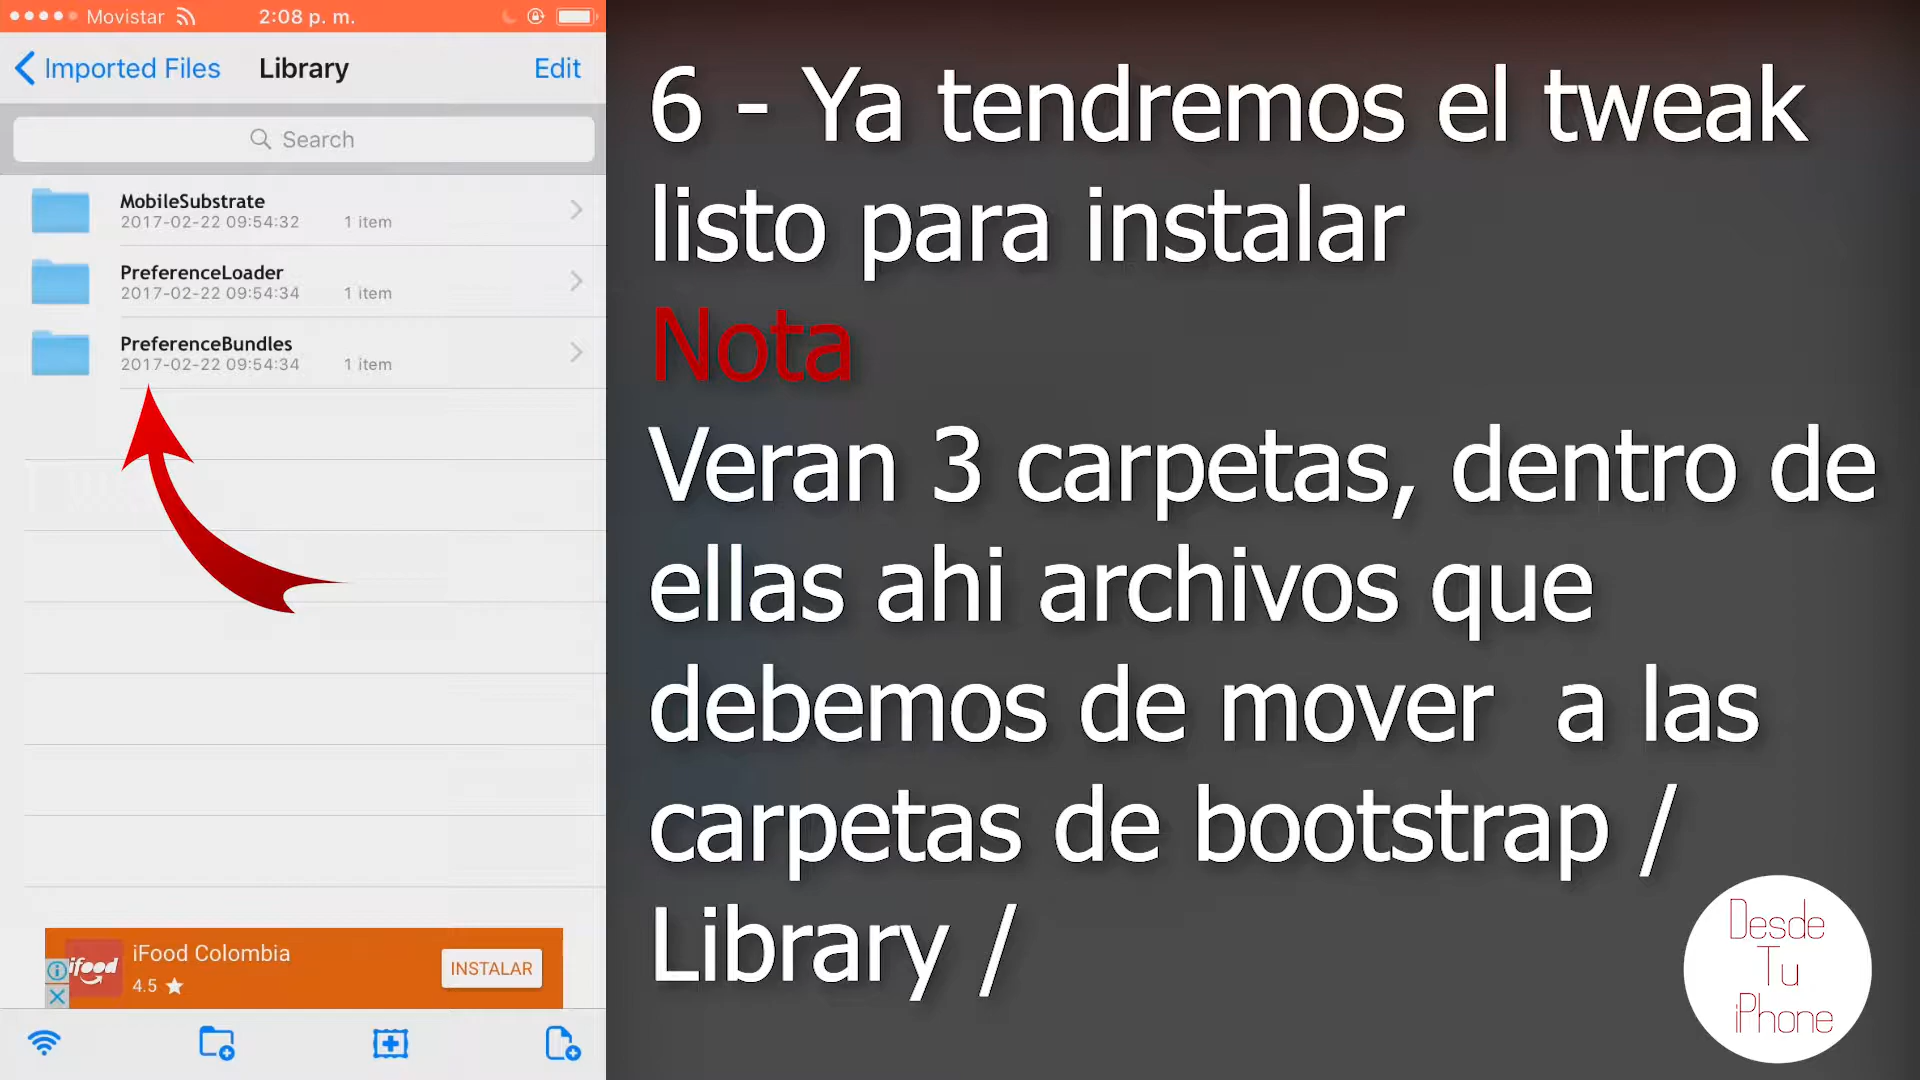 Movistar 2:08 p. m.
Imported Files Library Edit
Search
MobileSubstrate
2017-02-22 09:54:32 1 item
PreferenceLoader
2017-02-22 09:54:34 1 item
PreferenceBundles
2017-02-22 09:54:34 1 item
ifood
iFood Colombia
4.5
INSTALAR
6 - Ya tendremos el tweak
listo para instalar
Nota
Veran 3 carpetas, dentro de
ellas ahi archivos que
debemos de mover a las
carpetas de bootstrap /
Library /
Desde
Tu
iPhone